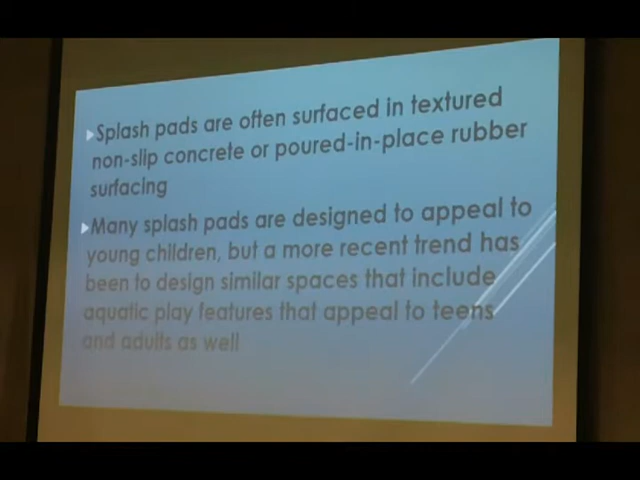 Splash pads are often surfaced in textured
non-slip concrete or poured-in-place rubber
surfacing
Many splash pads are designed to appeal to
young children, but a more recent trend has
been to design similar spaces that include
aquatic play features that appeal to teens
and adults as well